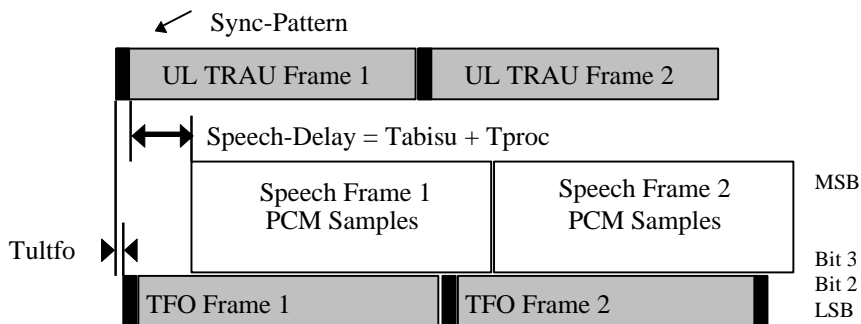 Sync-Pattern
UL TRAU Frame 1
UL TRAU Frame 2
Speech-Delay = Tabisu + Tproc
Speech Frame 1
PCM Samples
Speech Frame 2
PCM Samples
MSB
Tultfo
Bit 3
Bit 2
LSB
TFO Frame 1
TFO Frame 2